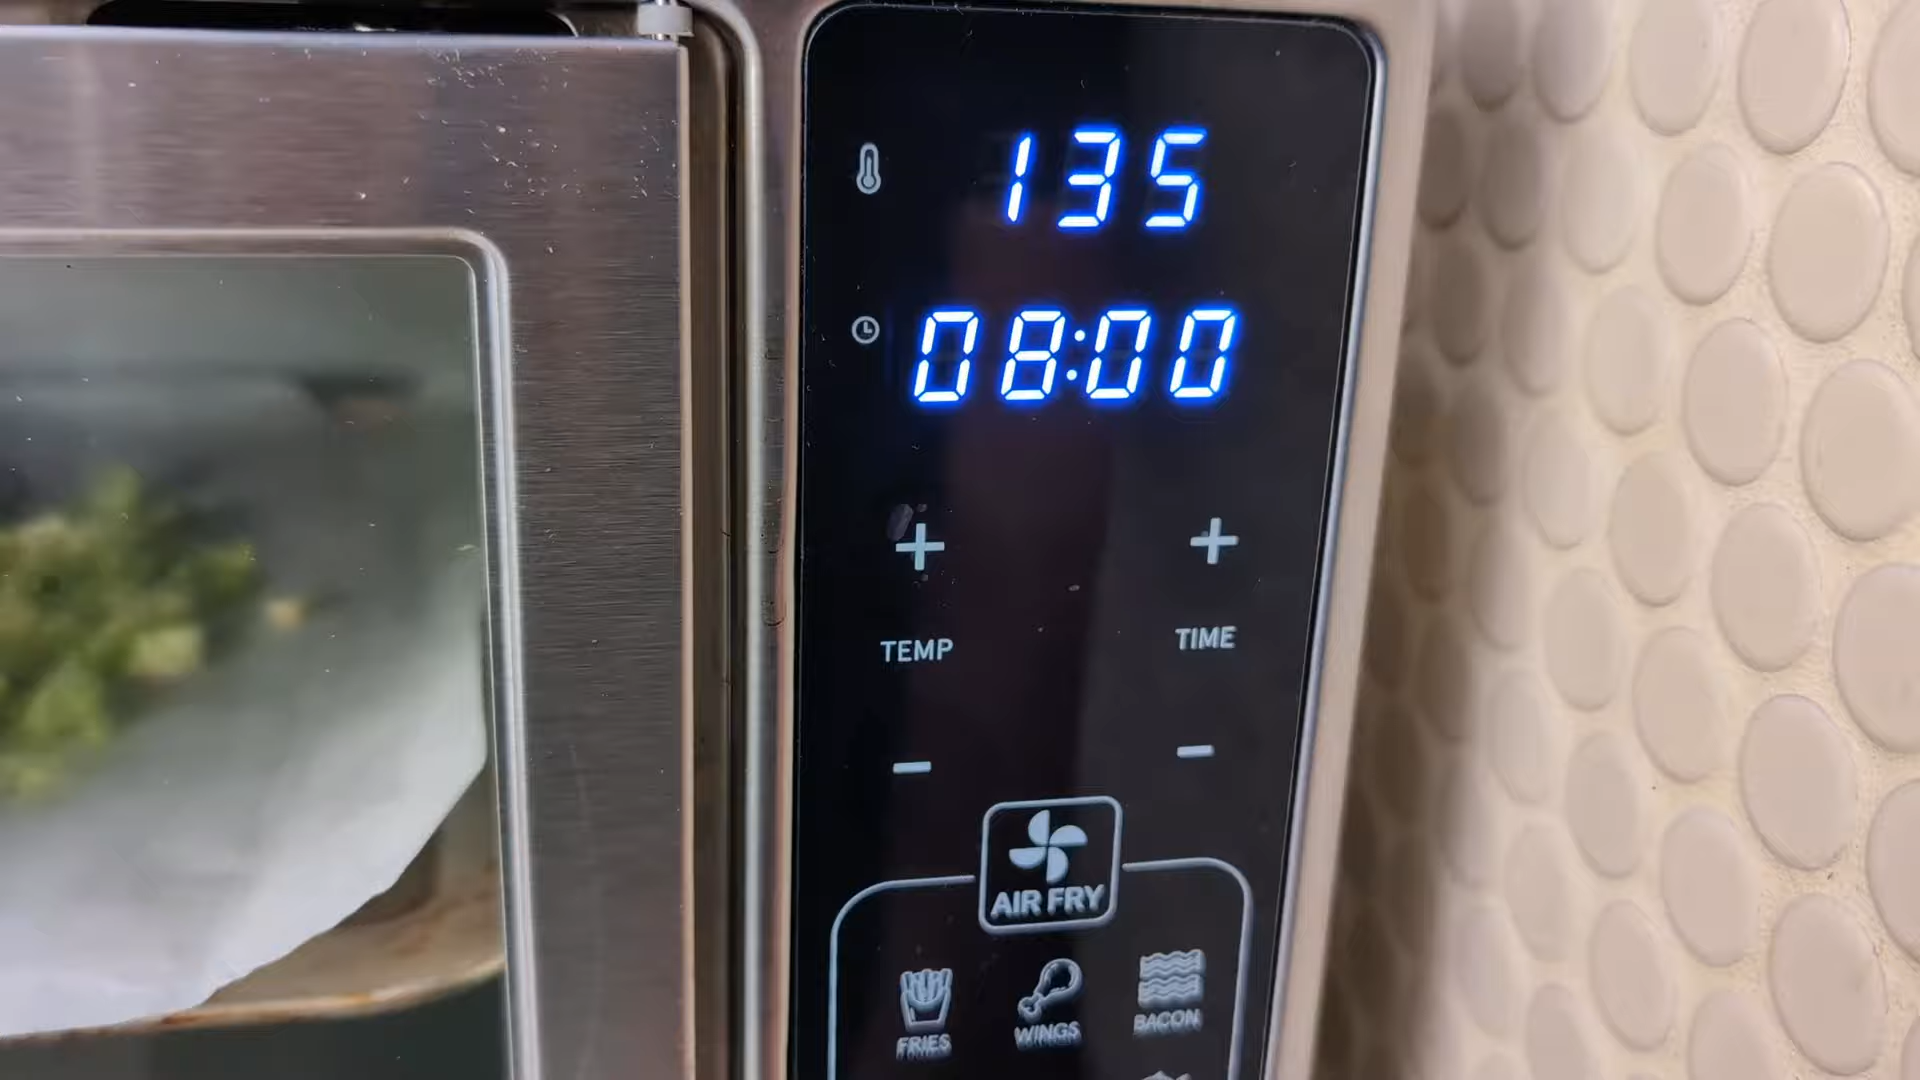 135
08:00
+ +
TEMP TIME
- -
AIR FRY
FRIES WINGS BACON